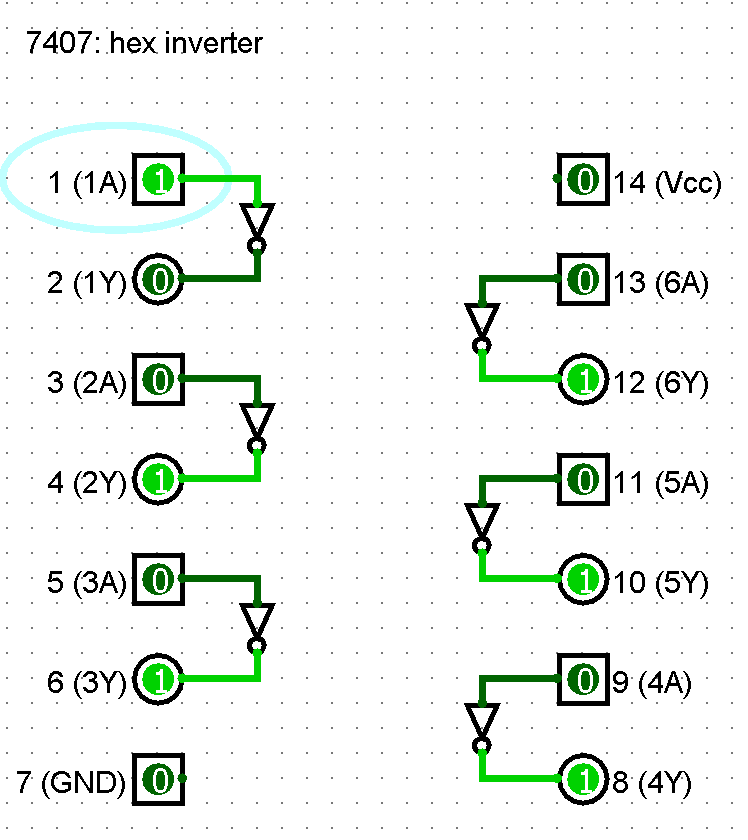 7407: hex inverter
1 (1A) 1
14 (Vcc) 0
2 (1Y) 0
13 (6A) 0
3 (2A) 0
12 (6Y) 1
4 (2Y) 1
11 (5A) 0
5 (3A) 0
10 (5Y) 1
6 (3Y) 1
9 (4A) 0
7 (GND) 0
8 (4Y) 1